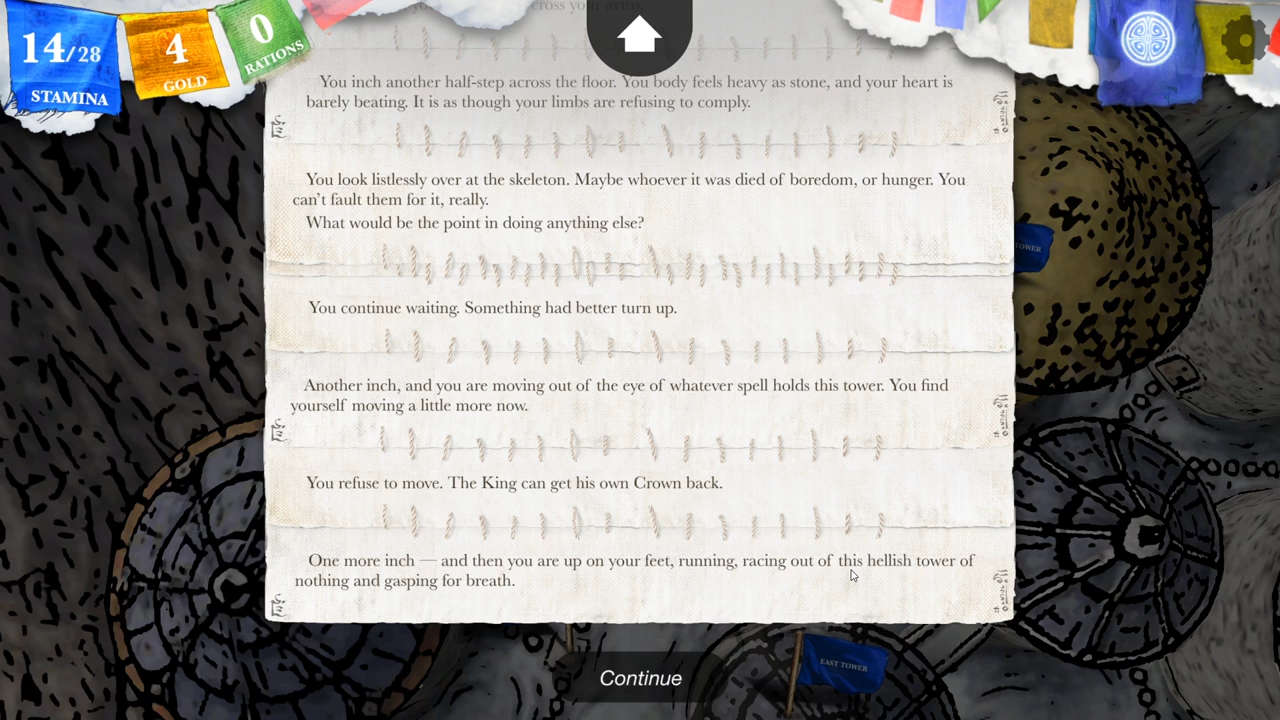 14/28
STAMINA
4
GOLD
0
RATIONS
cross your arms.
You inch another half-step across the floor. You body feels heavy as stone, and your heart is
barely beating. It is as though your limbs are refusing to comply.
You look listlessly over at the skeleton. Maybe whoever it was died of boredom, or hunger. You
can't fault them for it, really.
What would be the point in doing anything else?
TOWER
You continue waiting. Something had better turn up.
Another inch, and you are moving out of the eye of whatever spell holds this tower. You find
yourself moving a little more now.
You refuse to move. The King can get his own Crown back.
One more inch — and then you are up on your feet, running, racing out of this hellish tower of
nothing and gasping for breath.
Continue
EAST TOWER